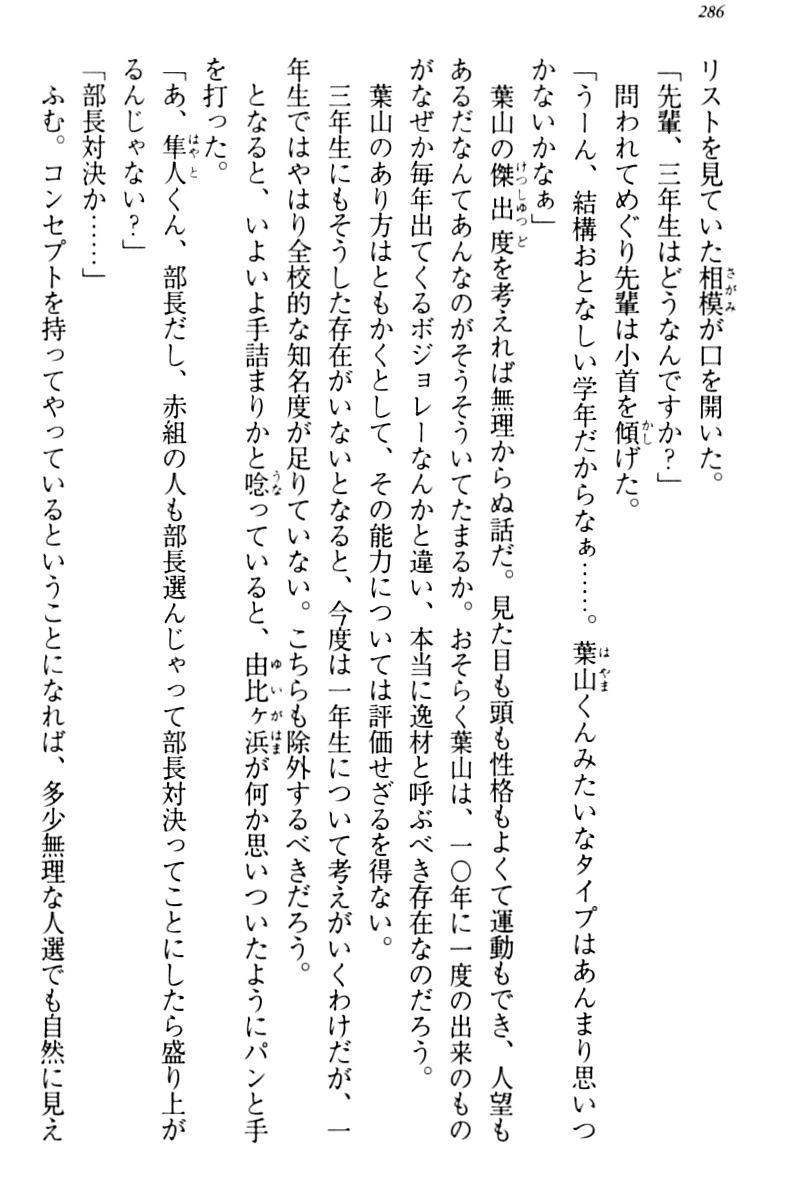 286
リストを見ていた相模が口を開いた。
「先輩、三年生はどうなんですか?」
問われてめぐり先輩は小首を傾げた。
「うーん、結構おとなしい学年だからなぁ……。葉山くんみたいなタイプはあんまり思いつ
かないかなぁ」
葉山の傑出度を考えれば無理からぬ話だ。見た目も頭も性格もよくて運動もでき、人望も
あるだなんてあんなのがそうそういてたまるか。おそらく葉山は、一〇年に一度の出来のもの
がなぜか毎年出てくるボジョレーなんかと違い、本当に逸材と呼ぶべき存在なのだろう。
葉山のあり方はともかくとして、その能力については評価せざるを得ない。
三年生にもそうした存在がいないとなると、今度は一年生について考えがいくわけだが、一
年生ではやはり全校的な知名度が足りていない。こちらも除外するべきだろう。
となると、いよいよ手詰まりかと唸っていると、由比ヶ浜が何か思いついたようにパンと手
を打った。
「あ、隼人くん、部長だし、赤組の人も部長選んじゃって部長対決ってことにしたら盛り上が
るんじゃない?」
「部長対決か……」
ふむ。コンセプトを持ってやっているということになれば、多少無理な人選でも自然に見え